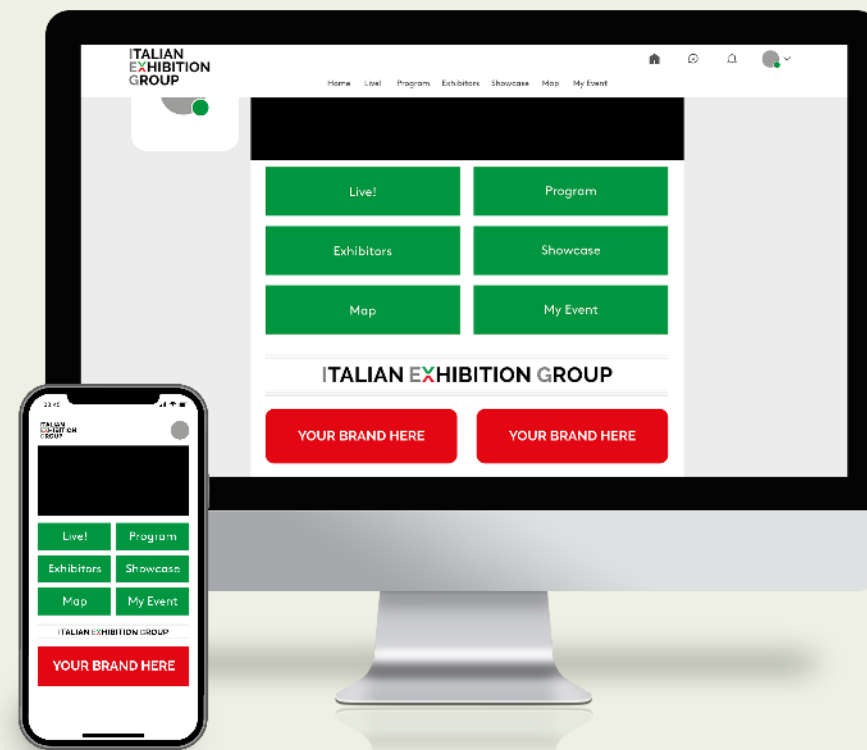 ITALIAN
EXHIBITION
GROUP
Home Live! Program Exhibitors Showcase Map My Event
Live! Program
Exhibitors Showcase
Map My Event
ITALIAN EXHIBITION GROUP
YOUR BRAND HERE YOUR BRAND HERE
ITALIAN
EXHIBITION
GROUP
Live! Program
Exhibitors Showcase
Map My Event
ITALIAN EXHIBITION GROUP
YOUR BRAND HERE